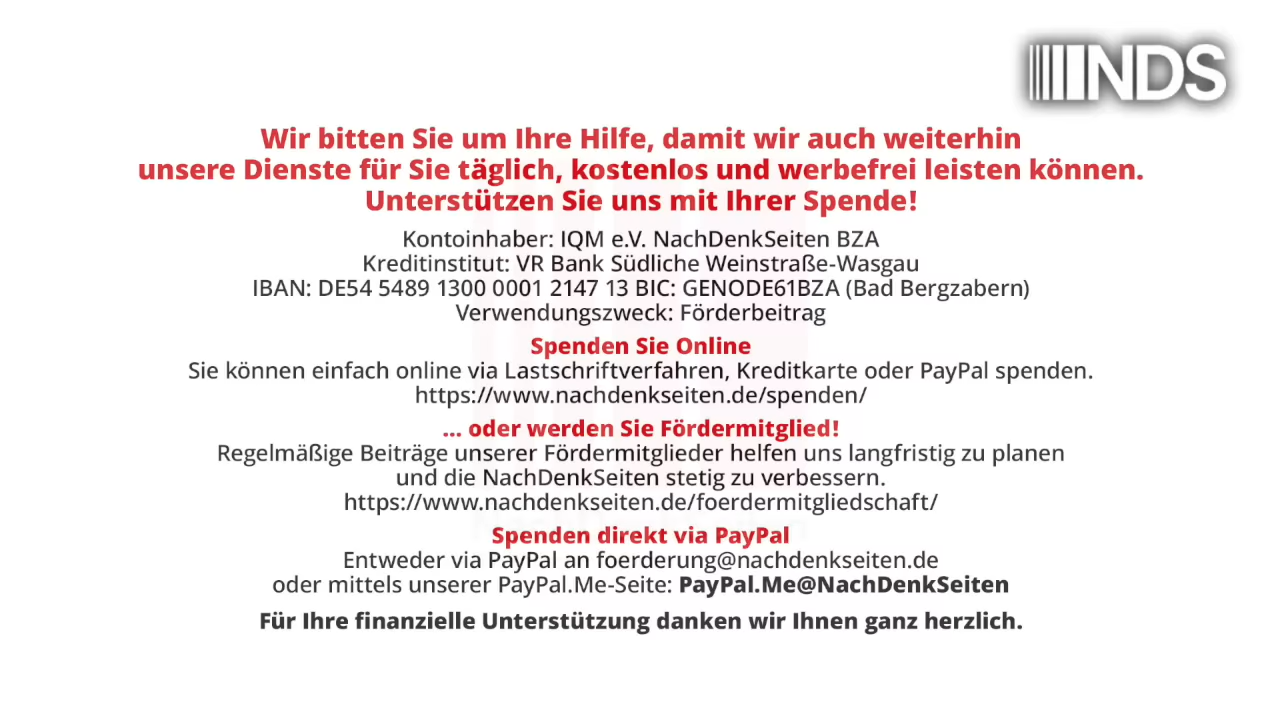 NDS
Wir bitten Sie um Ihre Hilfe, damit wir auch weiterhin
unsere Dienste für Sie täglich, kostenlos und werbefrei leisten können.
Unterstützen Sie uns mit Ihrer Spende!
Kontoinhaber: IQM e.V. NachDenkSeiten BZA
Kreditinstitut: VR Bank Südliche Weinstraße-Wasgau
IBAN: DE54 5489 1300 0001 2147 13 BIC: GENODE61BZA (Bad Bergzabern)
Verwendungszweck: Förderbeitrag
Spenden Sie Online
Sie können einfach online via Lastschriftverfahren, Kreditkarte oder PayPal spenden.
https://www.nachdenkseiten.de/spenden/
... oder werden Sie Fördermitglied!
Regelmäßige Beiträge unserer Fördermitglieder helfen uns langfristig zu planen
und die NachDenkSeiten stetig zu verbessern.
https://www.nachdenkseiten.de/foerdermitgliedschaft/
Spenden direkt via PayPal
Entweder via PayPal an foerderung@nachdenkseiten.de
oder mittels unserer PayPal.Me-Seite: PayPal.Me@NachDenkSeiten
Für Ihre finanzielle Unterstützung danken wir Ihnen ganz herzlich.